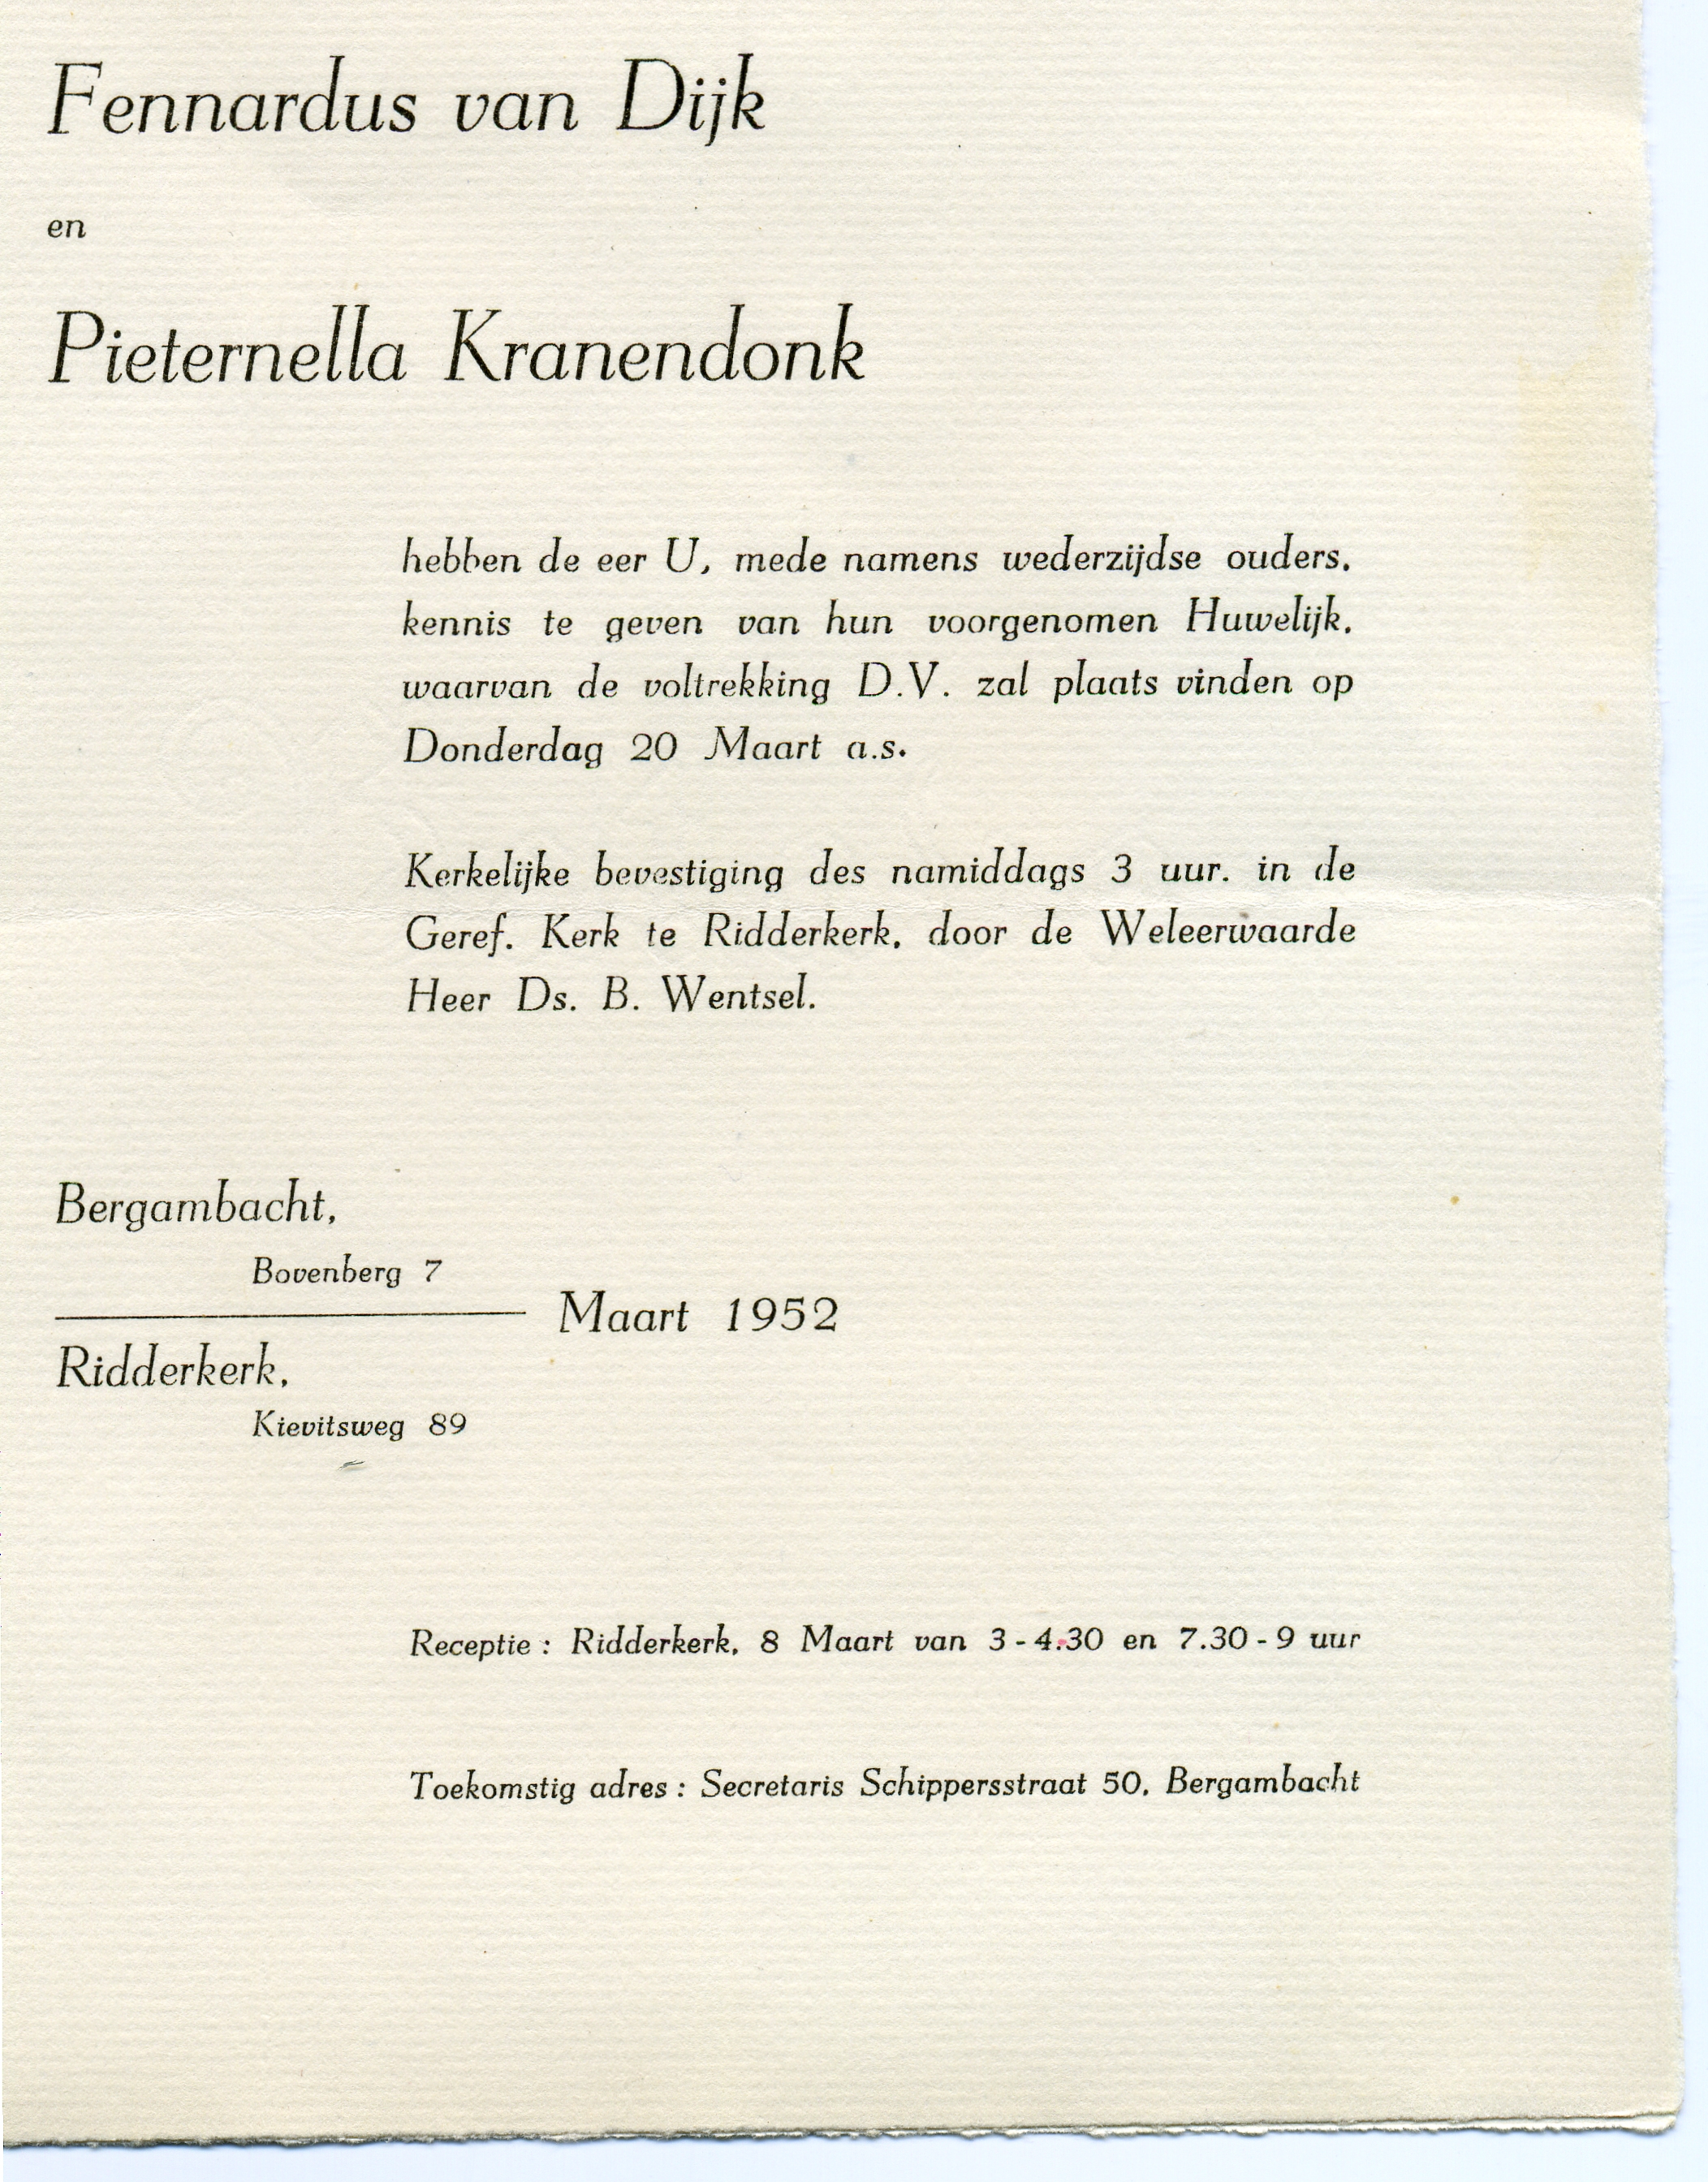 Fennardus van Dijk
en
Pieternella Kranendonk
hebben de eer U, mede namens wederzijdse ouders,
kennis te geven van hun voorgenomen Huwelijk,
waarvan de voltrekking D.V. zal plaats vinden op
Donderdag 20 Maart a.s.
Kerkelijke bevestiging des namiddags 3 uur. in de
Geref. Kerk te Ridderkerk, door de Weleerwaarde
Heer Ds. B. Wentsel.
Bergambacht,
Bovenberg 7
Maart 1952
Ridderkerk,
Kievitsweg 89
Receptie : Ridderkerk, 8 Maart van 3 - 4.30 en 7.30 - 9 uur
Toekomstig adres : Secretaris Schippersstraat 50, Bergambacht